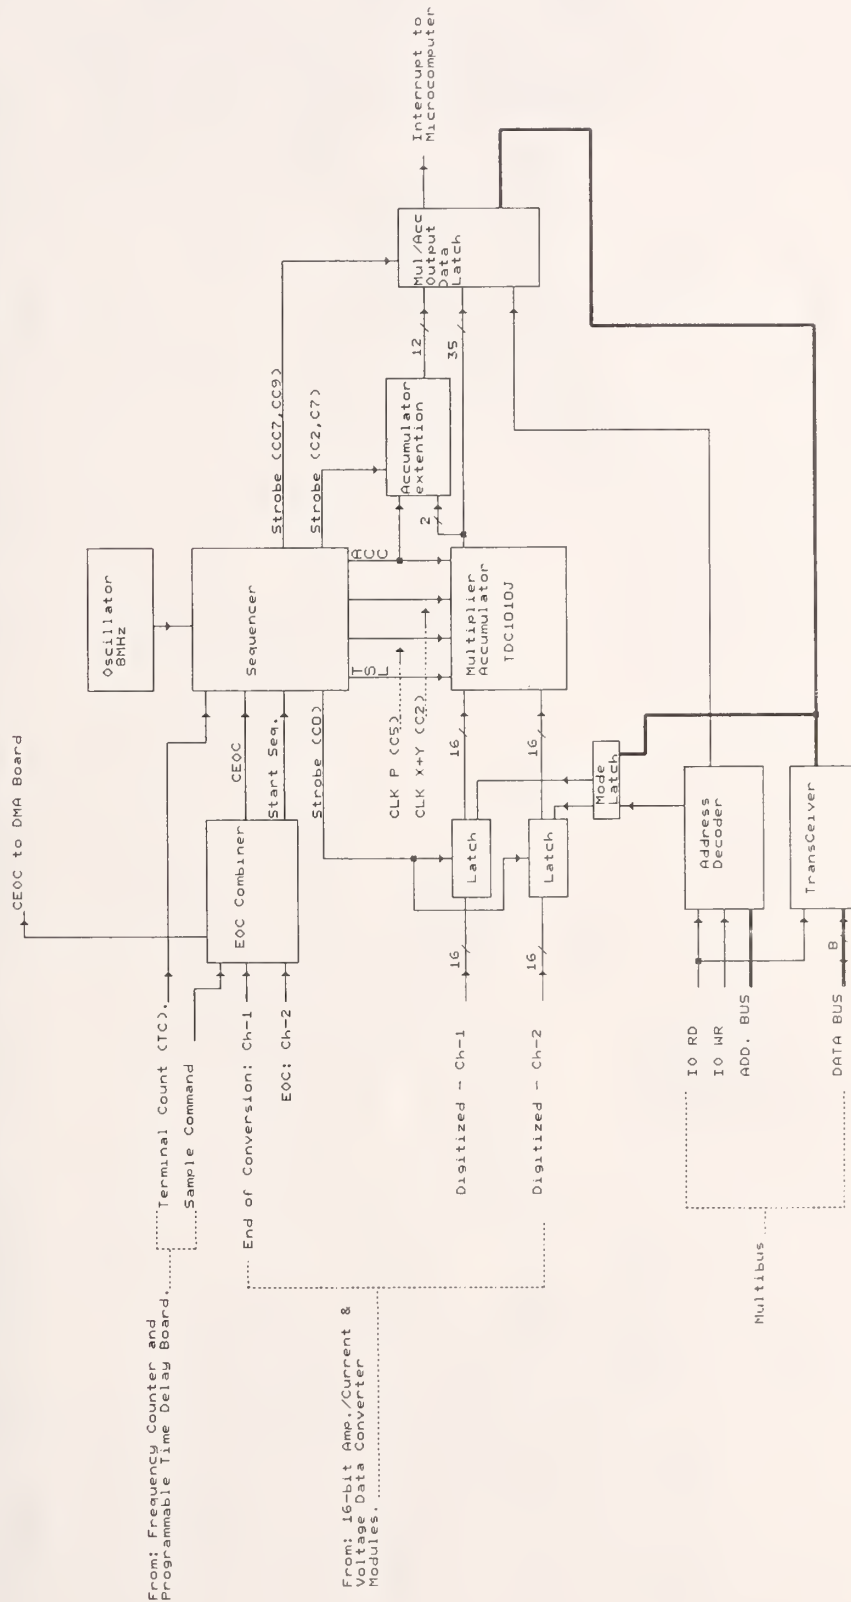 CEOC to DMA Board
From: Frequency Counter and
Programmable Time Delay Board.
Terminal Count (TC).
Sample Command
End of Conversion: Ch-1
EOC: Ch-2
EOC Combiner
CEOC
Start Seq.
Oscillator
8MHz
Sequencer
Strobe (CC7,CC9)
Strobe (C2,C7)
Strobe (C0)
TSL
ACC
CLK P (C5)
CLK X+Y (C2)
Accumulator
extention
2
12
35
Mul/Acc
Output
Data
Latch
Interrupt to
Microcomputer
From: 16-bit Amp./Current &
Voltage Data Converter
Modules.
Digitized - Ch-1
16
Latch
16
Digitized - Ch-2
16
Latch
16
Multiplier
Accumulator
TDC1010J
Mode
Latch
Multibus
IO RD
IO WR
ADD. BUS
DATA BUS
8
Address
Decoder
TransCeiver